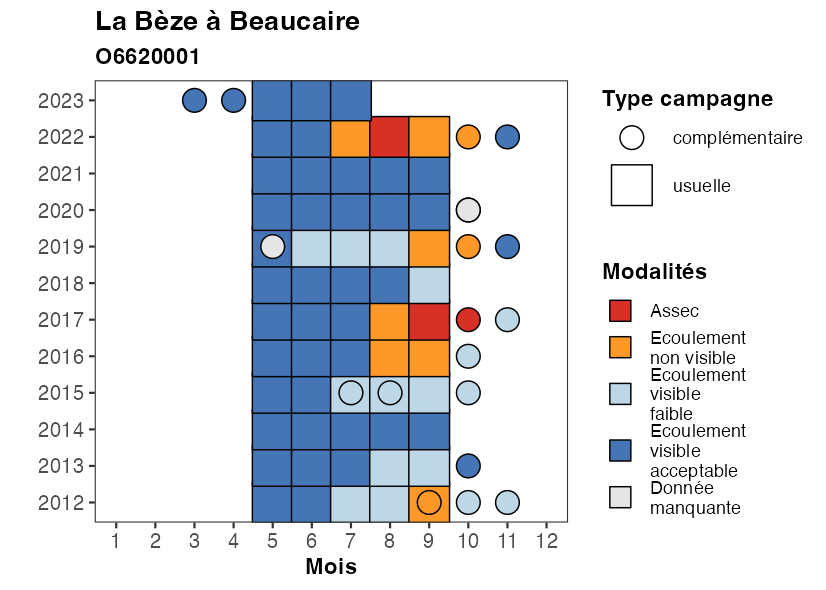 La Bèze à Beaucaire
O6620001
2023
2022
2021
2020
2019
2018
2017
2016
2015
2014
2013
2012
1 2 3 4 5 6 7 8 9 10 11 12
Mois
Type campagne
complémentaire
usuelle
Modalités
Assec
Ecoulement
non visible
Ecoulement
visible
faible
Ecoulement
visible
acceptable
Donnée
manquante